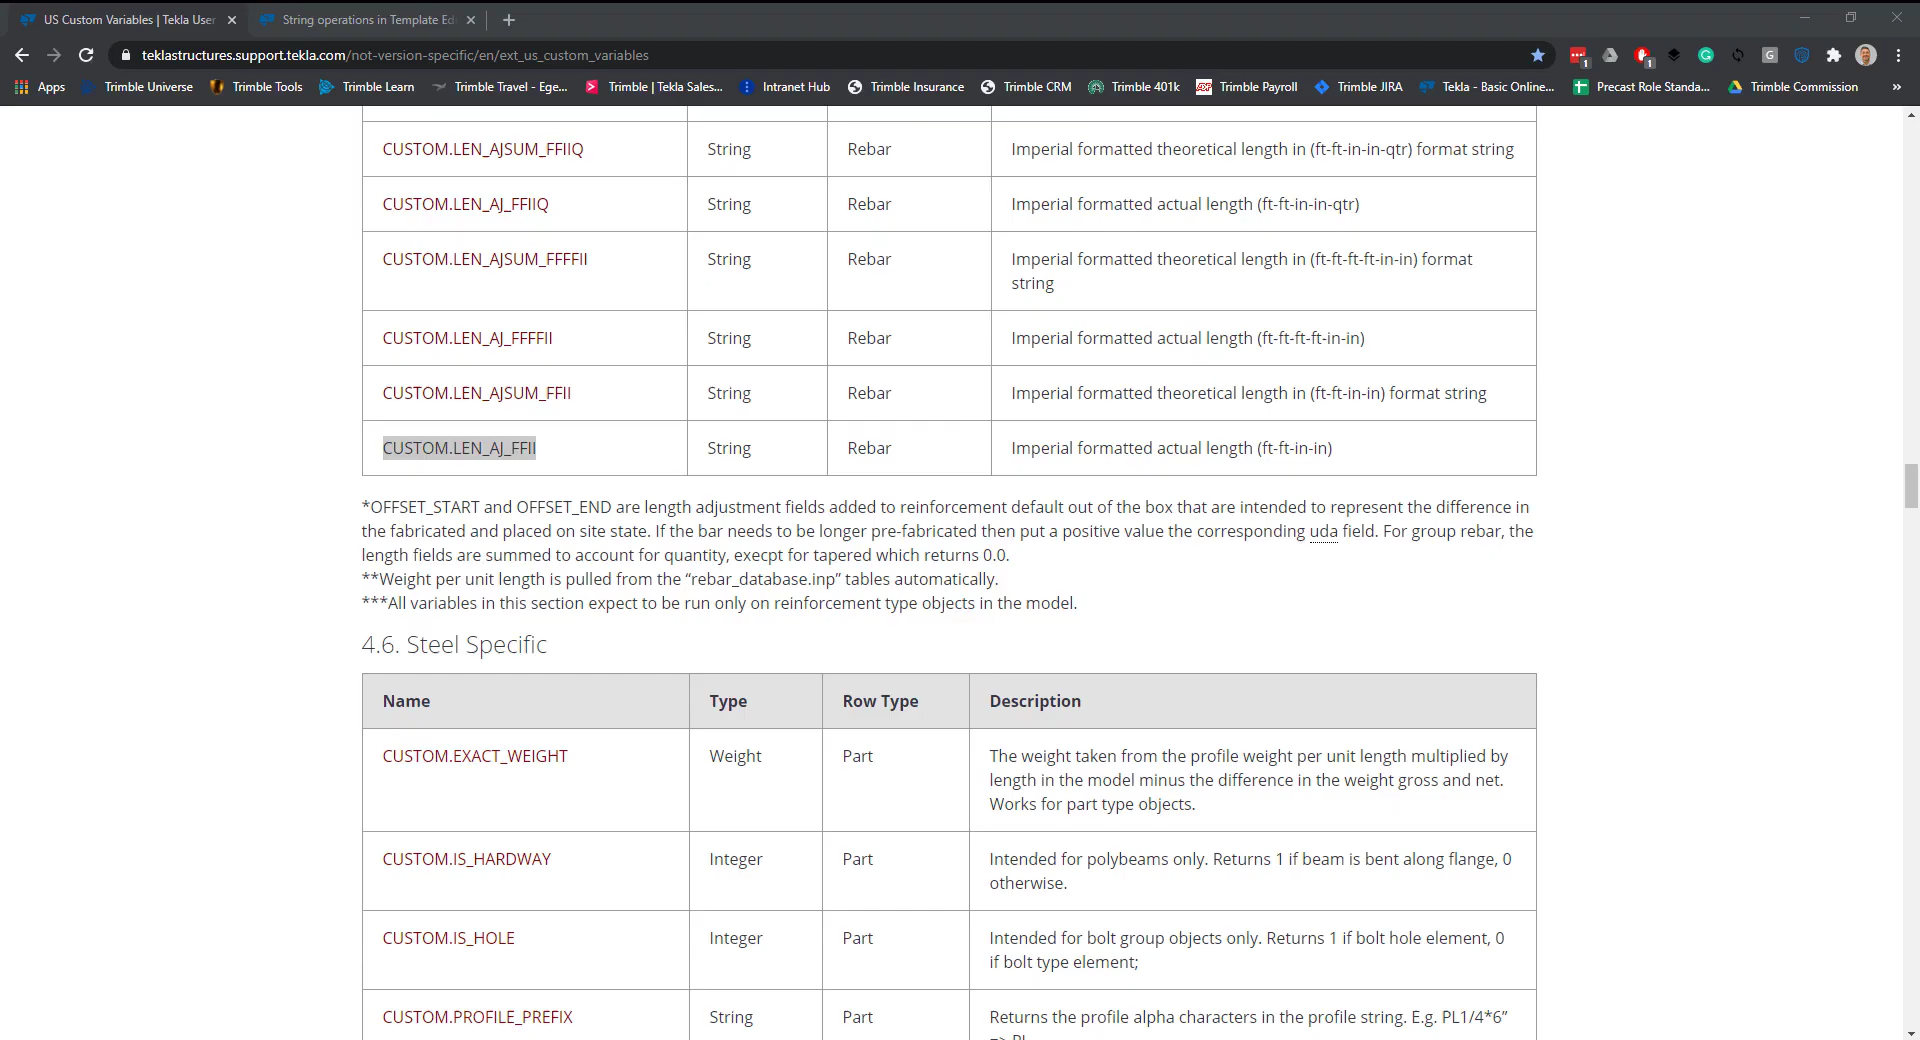 US Custom Variables | Tekla User
String operations in Template Ed
teklastructures.support.tekla.com/not-version-specific/en/ext_us_custom_variables
Apps Trimble Universe Trimble Tools Trimble Learn Trimble Travel - Ege... Trimble | Tekla Sales... Intranet Hub Trimble Insurance Trimble CRM Trimble 401k Trimble Payroll Trimble JIRA Tekla - Basic Online... Precast Role Standa... Trimble Commission »
CUSTOM.LEN_AJSUM_FFIIQ String Rebar Imperial formatted theoretical length in (ft-ft-in-in-qtr) format string
CUSTOM.LEN_AJ_FFIIQ String Rebar Imperial formatted actual length (ft-ft-in-in-qtr)
CUSTOM.LEN_AJSUM_FFFFII String Rebar Imperial formatted theoretical length in (ft-ft-ft-ft-in-in) format
string
CUSTOM.LEN_AJ_FFFFII String Rebar Imperial formatted actual length (ft-ft-ft-ft-in-in)
CUSTOM.LEN_AJSUM_FFII String Rebar Imperial formatted theoretical length in (ft-ft-in-in) format string
CUSTOM.LEN_AJ_FFII String Rebar Imperial formatted actual length (ft-ft-in-in)
*OFFSET_START and OFFSET_END are length adjustment fields added to reinforcement default out of the box that are intended to represent the difference in
the fabricated and placed on site state. If the bar needs to be longer pre-fabricated then put a positive value the corresponding uda field. For group rebar, the
length fields are summed to account for quantity, execpt for tapered which returns 0.0.
**Weight per unit length is pulled from the “rebar_database.inp” tables automatically.
***All variables in this section expect to be run only on reinforcement type objects in the model.
4.6. Steel Specific
Name Type Row Type Description
CUSTOM.EXACT_WEIGHT Weight Part The weight taken from the profile weight per unit length multiplied by
length in the model minus the difference in the weight gross and net.
Works for part type objects.
CUSTOM.IS_HARDWAY Integer Part Intended for polybeams only. Returns 1 if beam is bent along flange, 0
otherwise.
CUSTOM.IS_HOLE Integer Part Intended for bolt group objects only. Returns 1 if bolt hole element, 0
if bolt type element;
CUSTOM.PROFILE_PREFIX String Part Returns the profile alpha characters in the profile string. E.g. PL1/4*6”